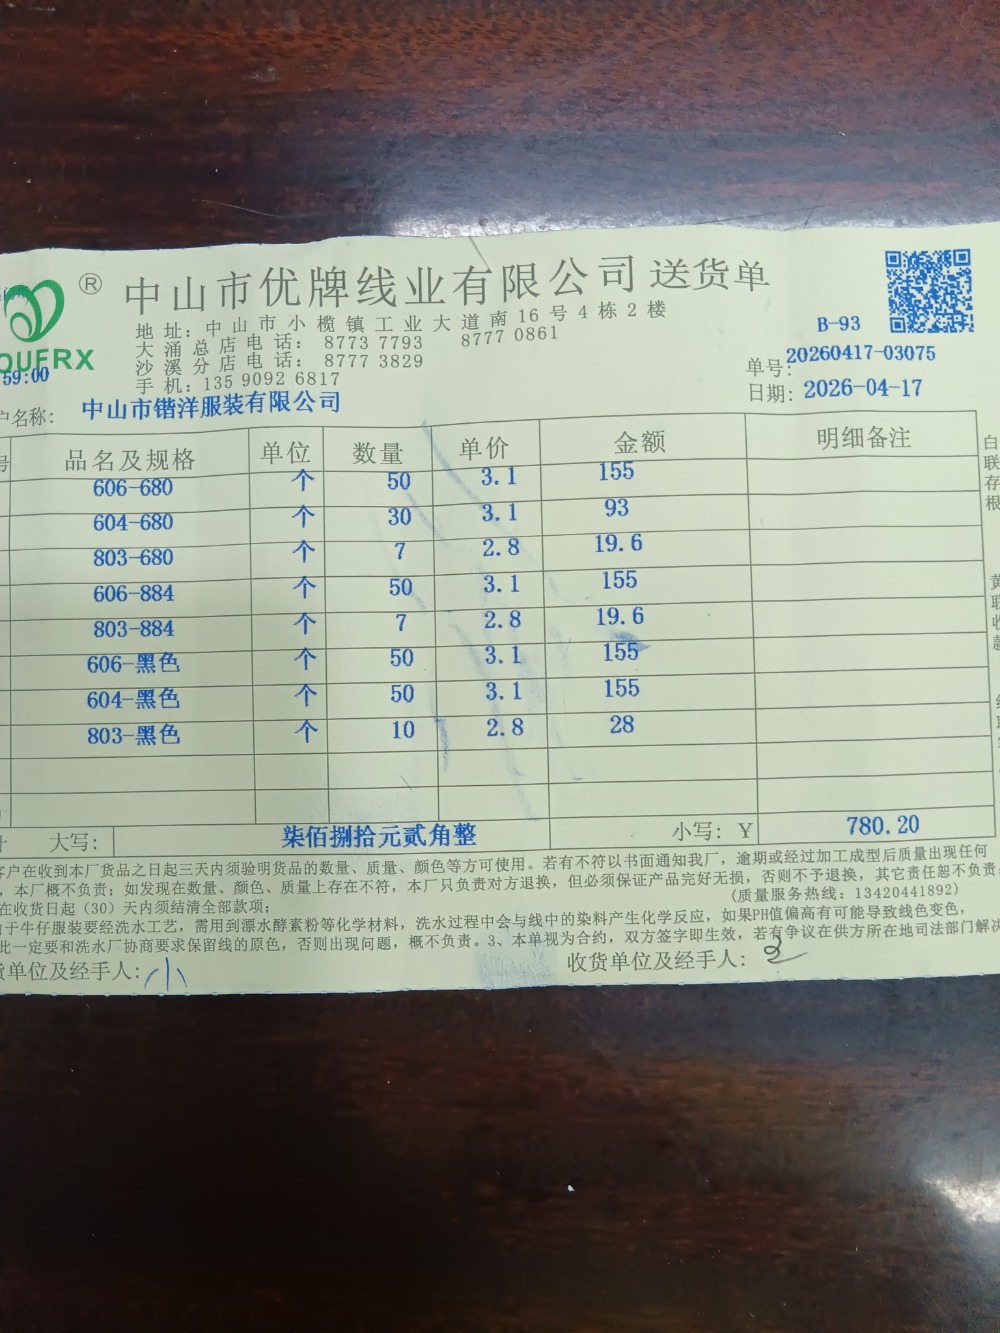 中山市优牌线业有限公司 送货单
®
OUFRX
地址：中山市小榄镇工业大道南16号4栋2楼
大涌总店电话： 8773 7793 8777 0861
沙溪分店电话： 8777 3829
手机：135 9092 6817
B-93
59:00
单号：20260417-03075
日期：2026-04-17
户名称： 中山市锴洋服装有限公司
号 品名及规格 单位 数量 单价 金额 明细备注
606-680 个 50 3.1 155
604-680 个 30 3.1 93
803-680 个 7 2.8 19.6
606-884 个 50 3.1 155
803-884 个 7 2.8 19.6
606-黑色 个 50 3.1 155
604-黑色 个 50 3.1 155
803-黑色 个 10 2.8 28
计 大写： 柒佰捌拾元贰角整 小写：¥ 780.20
客户在收到本厂货品之日起三天内须验明货品的数量、质量、颜色等方可使用。若有不符以书面通知我厂，逾期或经过加工成型后质量出现任何
，本厂概不负责；如发现在数量、颜色、质量上存在不符，本厂只负责对方退换，但必须保证产品完好无损，否则不予退换，其它责任恕不负责；
在收货日起（30）天内须结清全部款项； (质量服务热线：13420441892)
由于牛仔服装要经洗水工艺，需用到漂水酵素粉等化学材料，洗水过程中会与线中的染料产生化学反应，如果PH值偏高有可能导致线色变色，
此一定要和洗水厂协商要求保留线的原色，否则出现问题，概不负责。3、本单视为合约，双方签字即生效，若有争议在供方所在地司法部门解决
货单位及经手人：小 收货单位及经手人：
白联存根
黄联收款